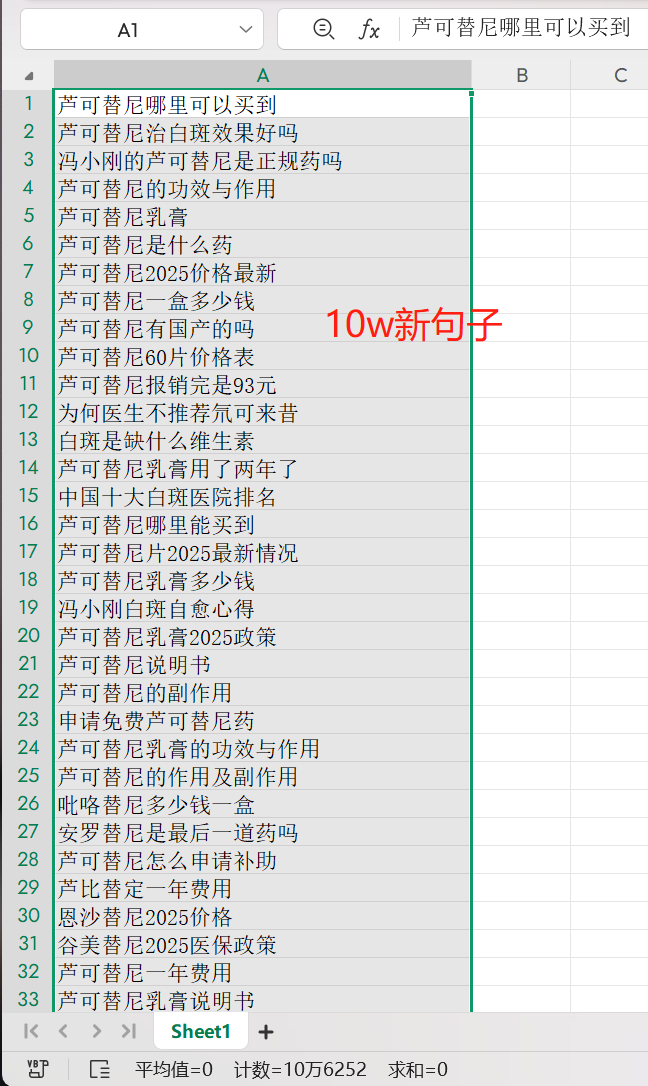 A1
fx
芦可替尼哪里可以买到
A B C
1 芦可替尼哪里可以买到
2 芦可替尼治白斑效果好吗
3 冯小刚的芦可替尼是正规药吗
4 芦可替尼的功效与作用
5 芦可替尼乳膏
6 芦可替尼是什么药
7 芦可替尼2025价格最新
8 芦可替尼一盒多少钱
9 芦可替尼有国产的吗
10w新句子
10 芦可替尼60片价格表
11 芦可替尼报销完是93元
12 为何医生不推荐氘可来昔
13 白斑是缺什么维生素
14 芦可替尼乳膏用了两年了
15 中国十大白斑医院排名
16 芦可替尼哪里能买到
17 芦可替尼片2025最新情况
18 芦可替尼乳膏多少钱
19 冯小刚白斑自愈心得
20 芦可替尼乳膏2025政策
21 芦可替尼说明书
22 芦可替尼的副作用
23 申请免费芦可替尼药
24 芦可替尼乳膏的功效与作用
25 芦可替尼的作用及副作用
26 吡咯替尼多少钱一盒
27 安罗替尼是最后一道药吗
28 芦可替尼怎么申请补助
29 芦比替定一年费用
30 恩沙替尼2025价格
31 谷美替尼2025医保政策
32 芦可替尼一年费用
33 芦可替尼乳膏说明书
Sheet1
平均值=0 计数=10万6252 求和=0